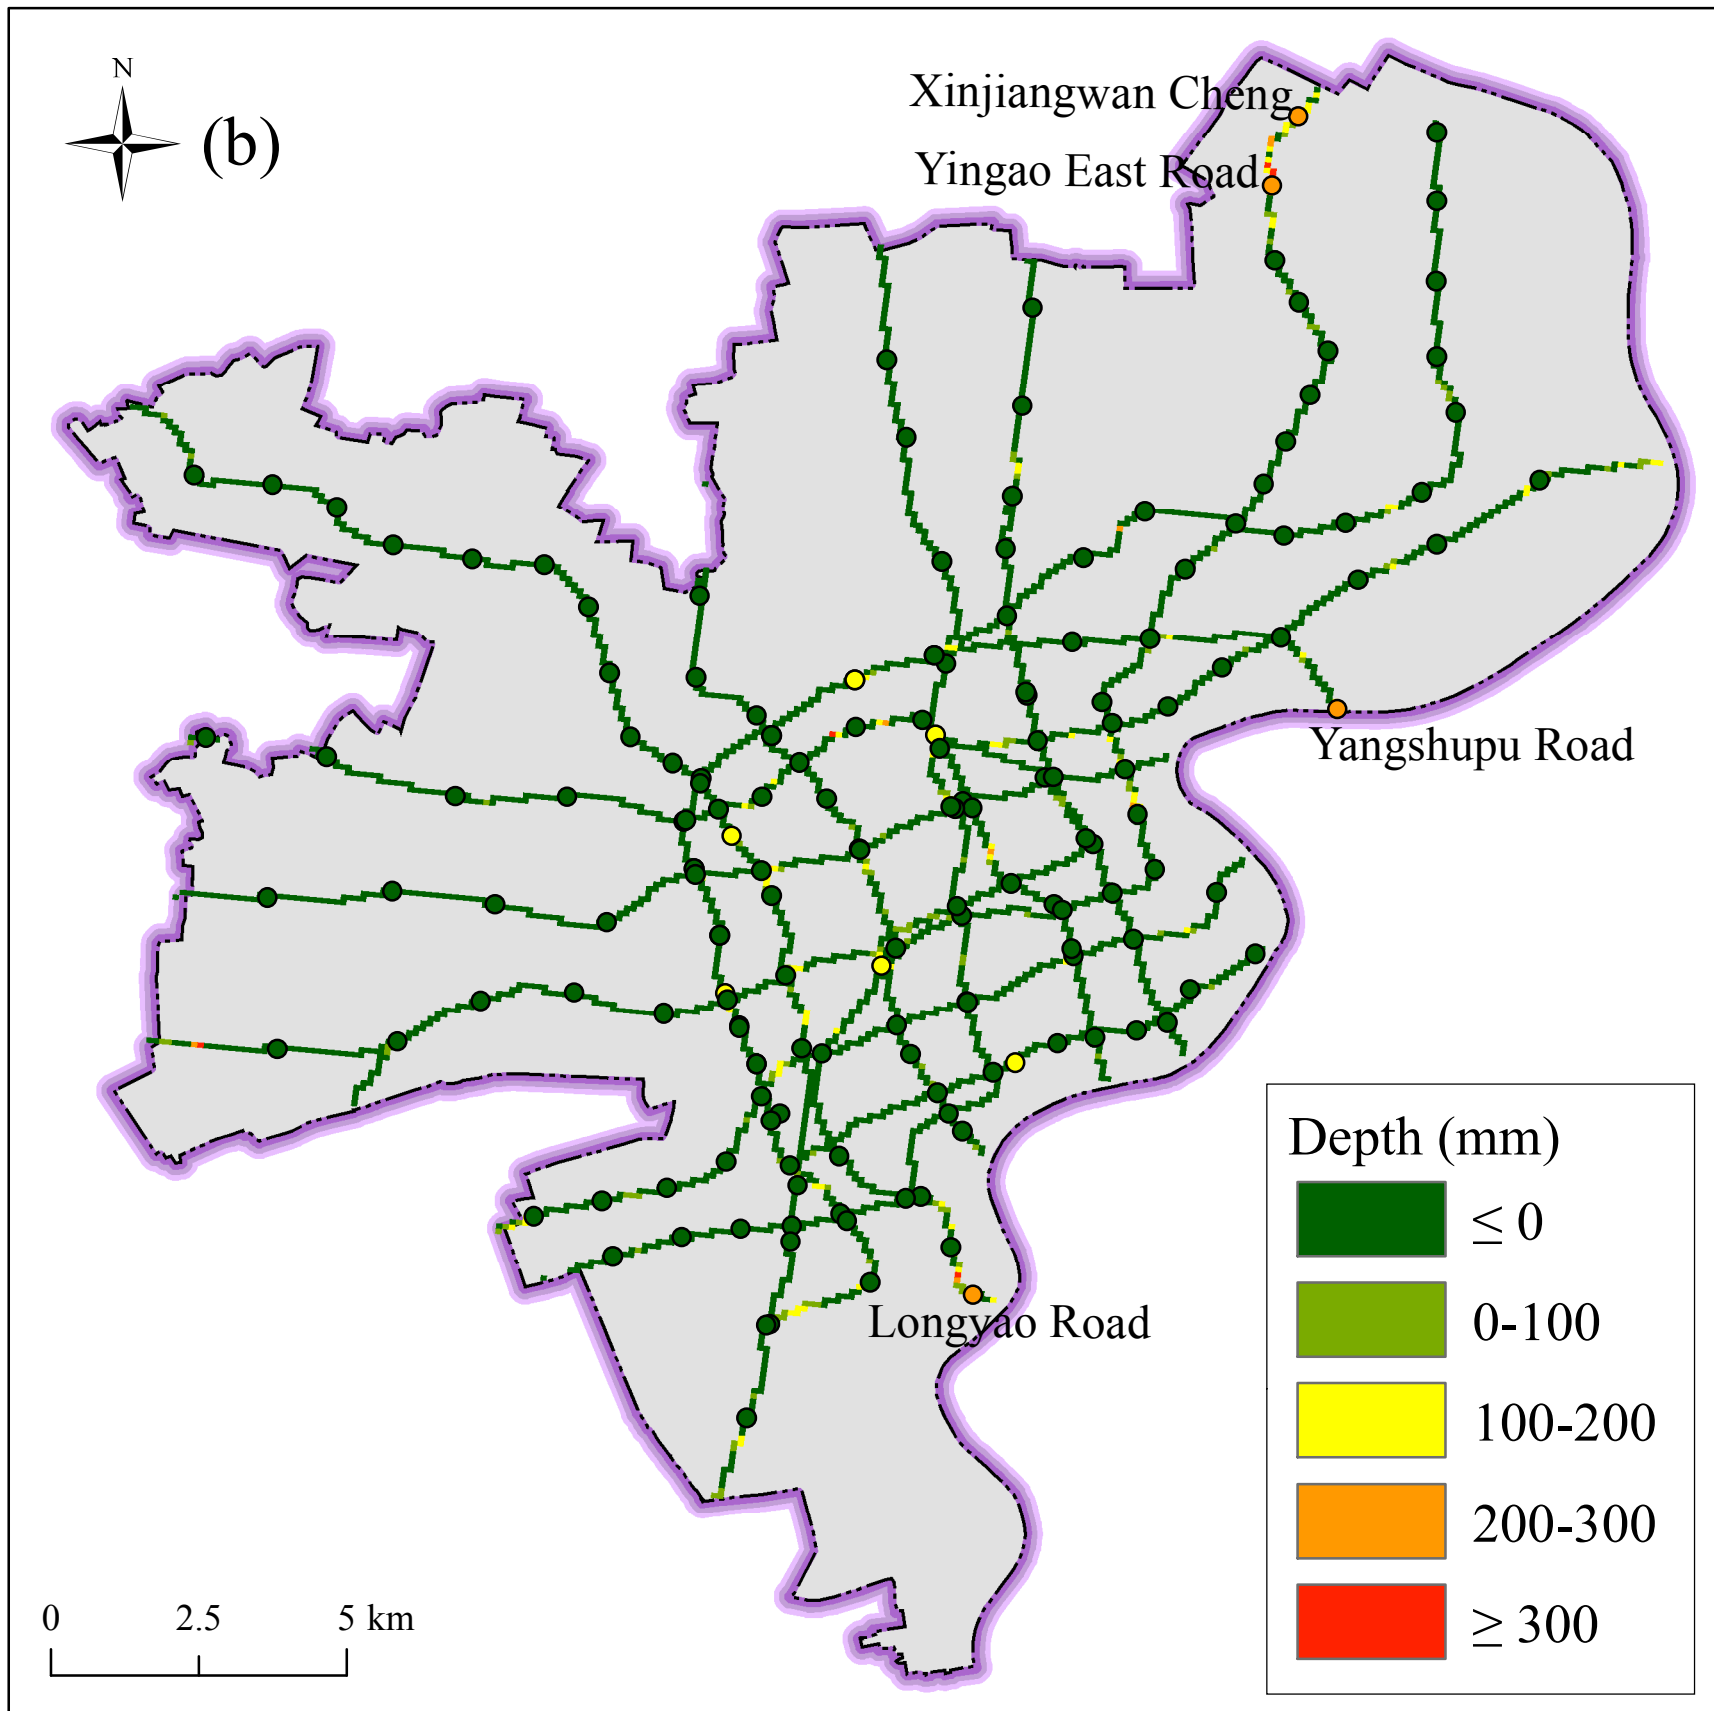 N
(b)
Xinjiangwan Cheng
Yingao East Road
Yangshupu Road
Longyao Road
Depth (mm)
≤ 0
0-100
100-200
200-300
≥ 300
0 2.5 5 km